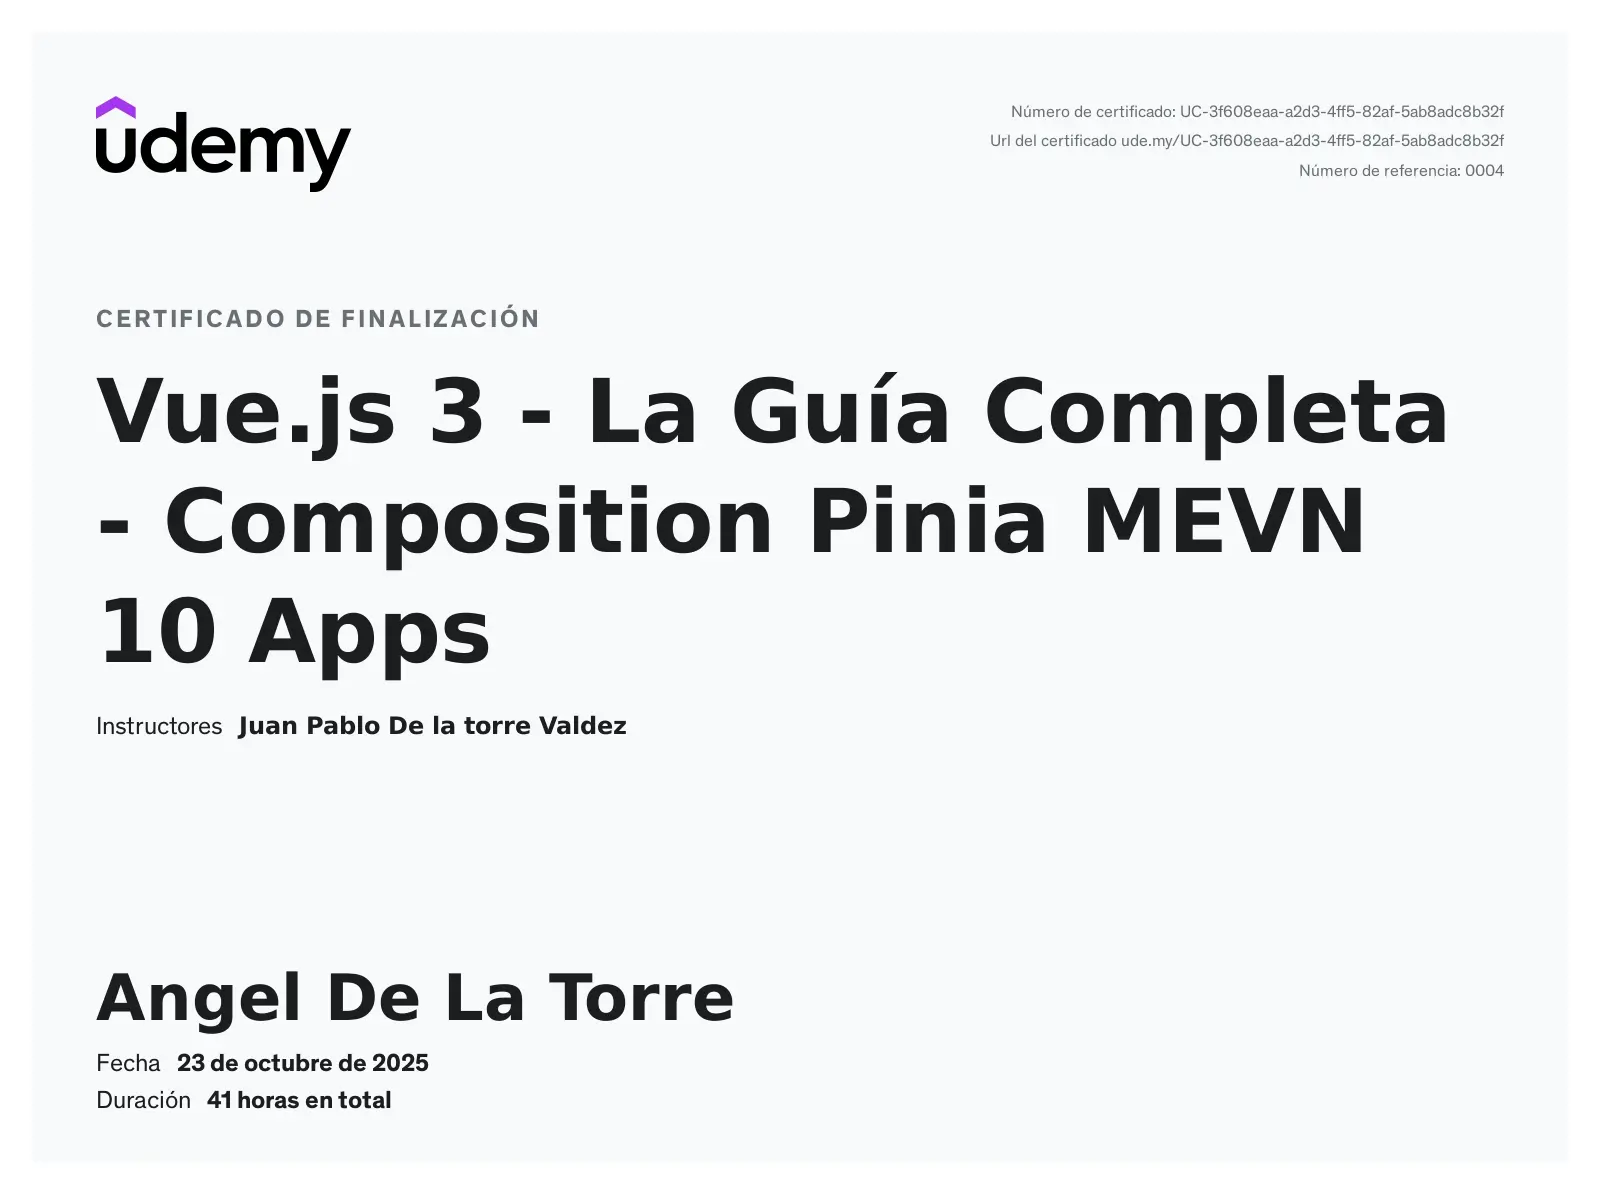 udemy
Número de certificado: UC-3f608eaa-a2d3-4ff5-82af-5ab8adc8b32f
Url del certificado ude.my/UC-3f608eaa-a2d3-4ff5-82af-5ab8adc8b32f
Número de referencia: 0004
CERTIFICADO DE FINALIZACIÓN
Vue.js 3 - La Guía Completa
- Composition Pinia MEVN
10 Apps
Instructores Juan Pablo De la torre Valdez
Angel De La Torre
Fecha 23 de octubre de 2025
Duración 41 horas en total